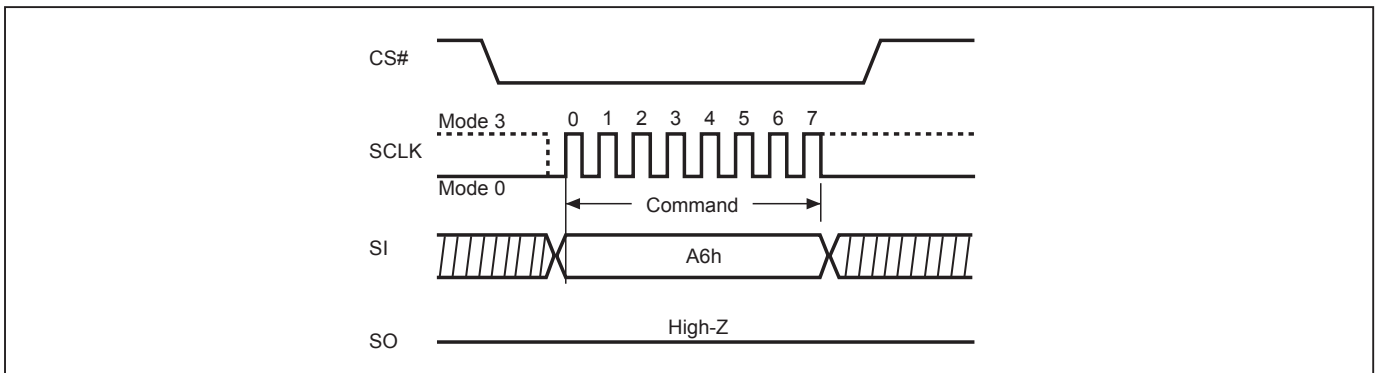 CS#
Mode 3
0 1 2 3 4 5 6 7
SCLK
Mode 0
Command
SI
A6h
High-Z
SO